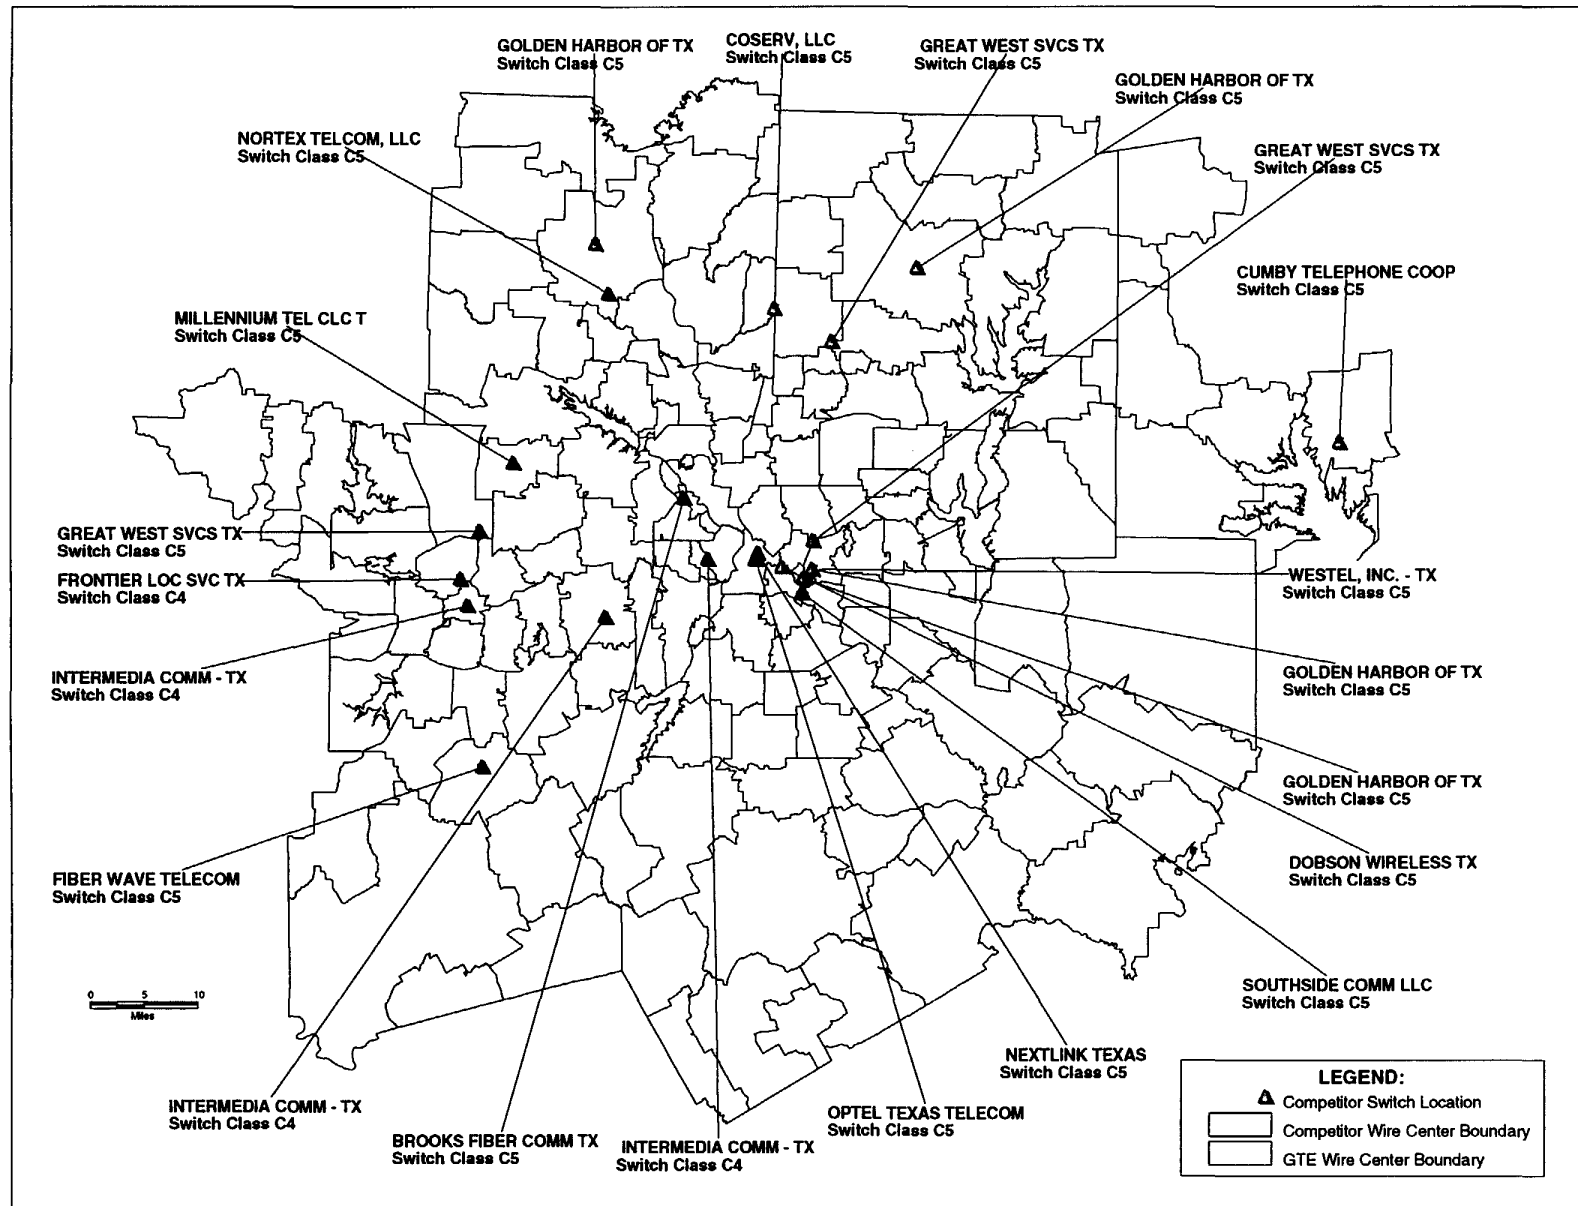 GOLDEN HARBOR OF TX
Switch Class C5
COSERV, LLC
Switch Class C5
GREAT WEST SVCS TX
Switch Class C5
GOLDEN HARBOR OF TX
Switch Class C5
NORTEX TELCOM, LLC
Switch Class C5
GREAT WEST SVCS TX
Switch Class C5
CUMBY TELEPHONE COOP
Switch Class C5
MILLENNIUM TEL CLC T
Switch Class C5
GREAT WEST SVCS TX
Switch Class C5
FRONTIER LOC SVC TX
Switch Class C4
WESTEL, INC. - TX
Switch Class C5
INTERMEDIA COMM - TX
Switch Class C4
GOLDEN HARBOR OF TX
Switch Class C5
GOLDEN HARBOR OF TX
Switch Class C5
FIBER WAVE TELECOM
Switch Class C5
DOBSON WIRELESS TX
Switch Class C5
0 5 10
Miles
SOUTHSIDE COMM LLC
Switch Class C5
NEXTLINK TEXAS
Switch Class C5
INTERMEDIA COMM - TX
Switch Class C4
OPTEL TEXAS TELECOM
Switch Class C5
BROOKS FIBER COMM TX
Switch Class C5
INTERMEDIA COMM - TX
Switch Class C4
LEGEND:
Competitor Switch Location
Competitor Wire Center Boundary
GTE Wire Center Boundary